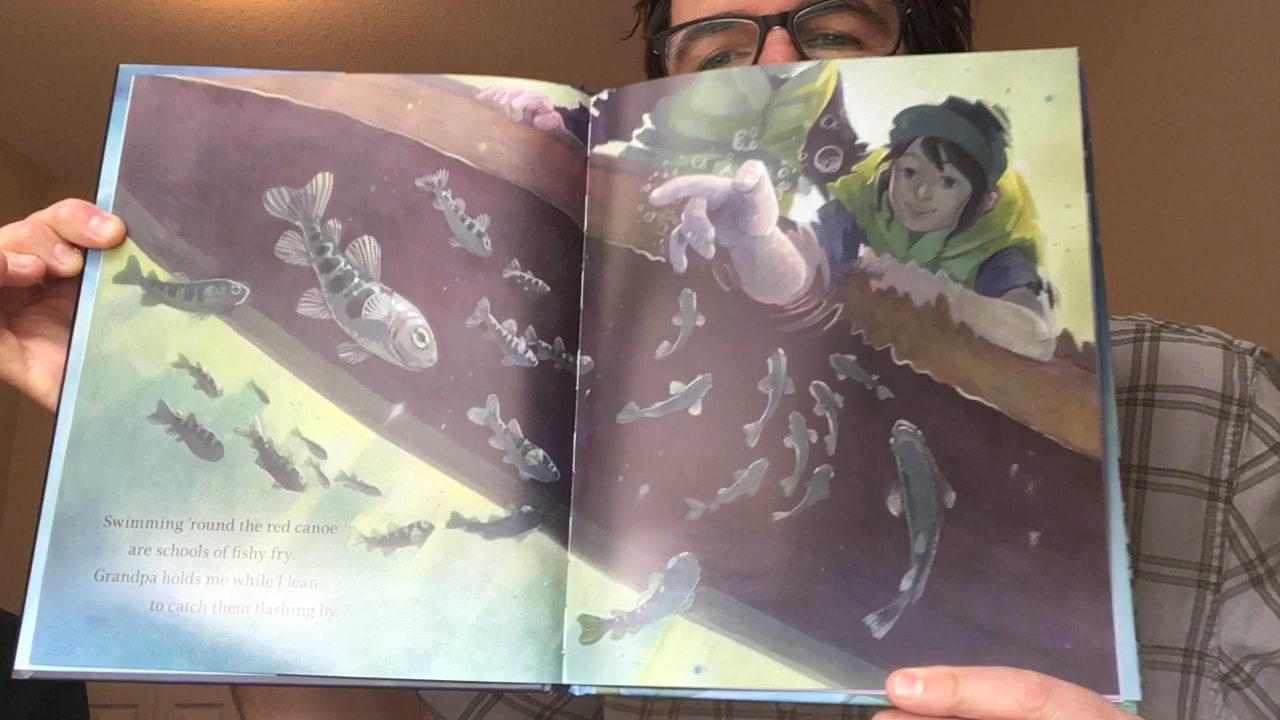 Swimming 'round the red canoe
are schools of fishy fry.
Grandpa holds me while I lean
to catch them flashing by.